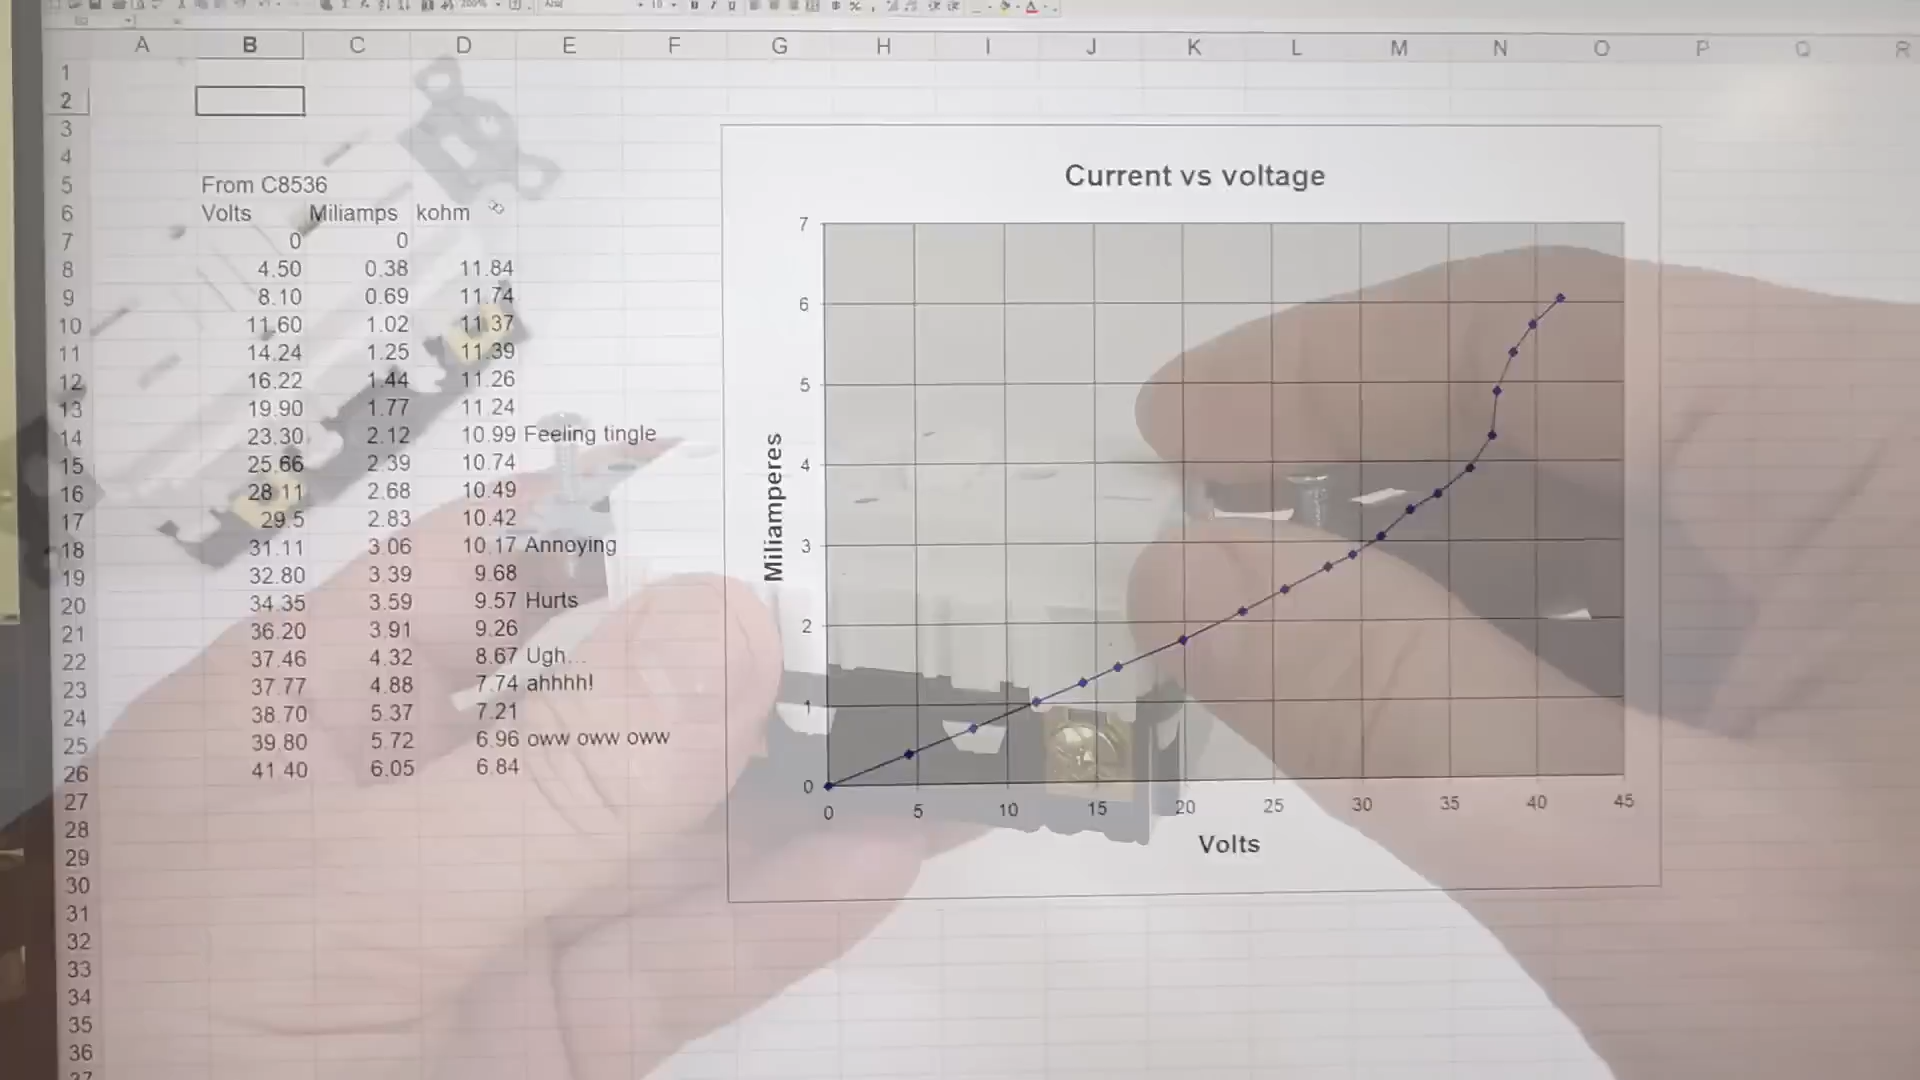 A B C D E F G H I J K L M N O P Q R
1
2
3
4
5 From C8536
6 Volts Miliamps kohm
7 0 0
8 4.50 0.38 11.84
9 8.10 0.69 11.74
10 11.60 1.02 11.37
11 14.24 1.25 11.39
12 16.22 1.44 11.26
13 19.90 1.77 11.24
14 23.30 2.12 10.99 Feeling tingle
15 25.66 2.39 10.74
16 28.11 2.68 10.49
17 29.5 2.83 10.42
18 31.11 3.06 10.17 Annoying
19 32.80 3.39 9.68
20 34.35 3.59 9.57 Hurts
21 36.20 3.91 9.26
22 37.46 4.32 8.67 Ugh...
23 37.77 4.88 7.74 ahhhh!
24 38.70 5.37 7.21
25 39.80 5.72 6.96 oww oww oww
26 41.40 6.05 6.84
27
28
29
30
31
32
33
34
35
36
37
Current vs voltage
Miliamperes
7
6
5
4
3
2
1
0
0 5 10 15 20 25 30 35 40 45
Volts